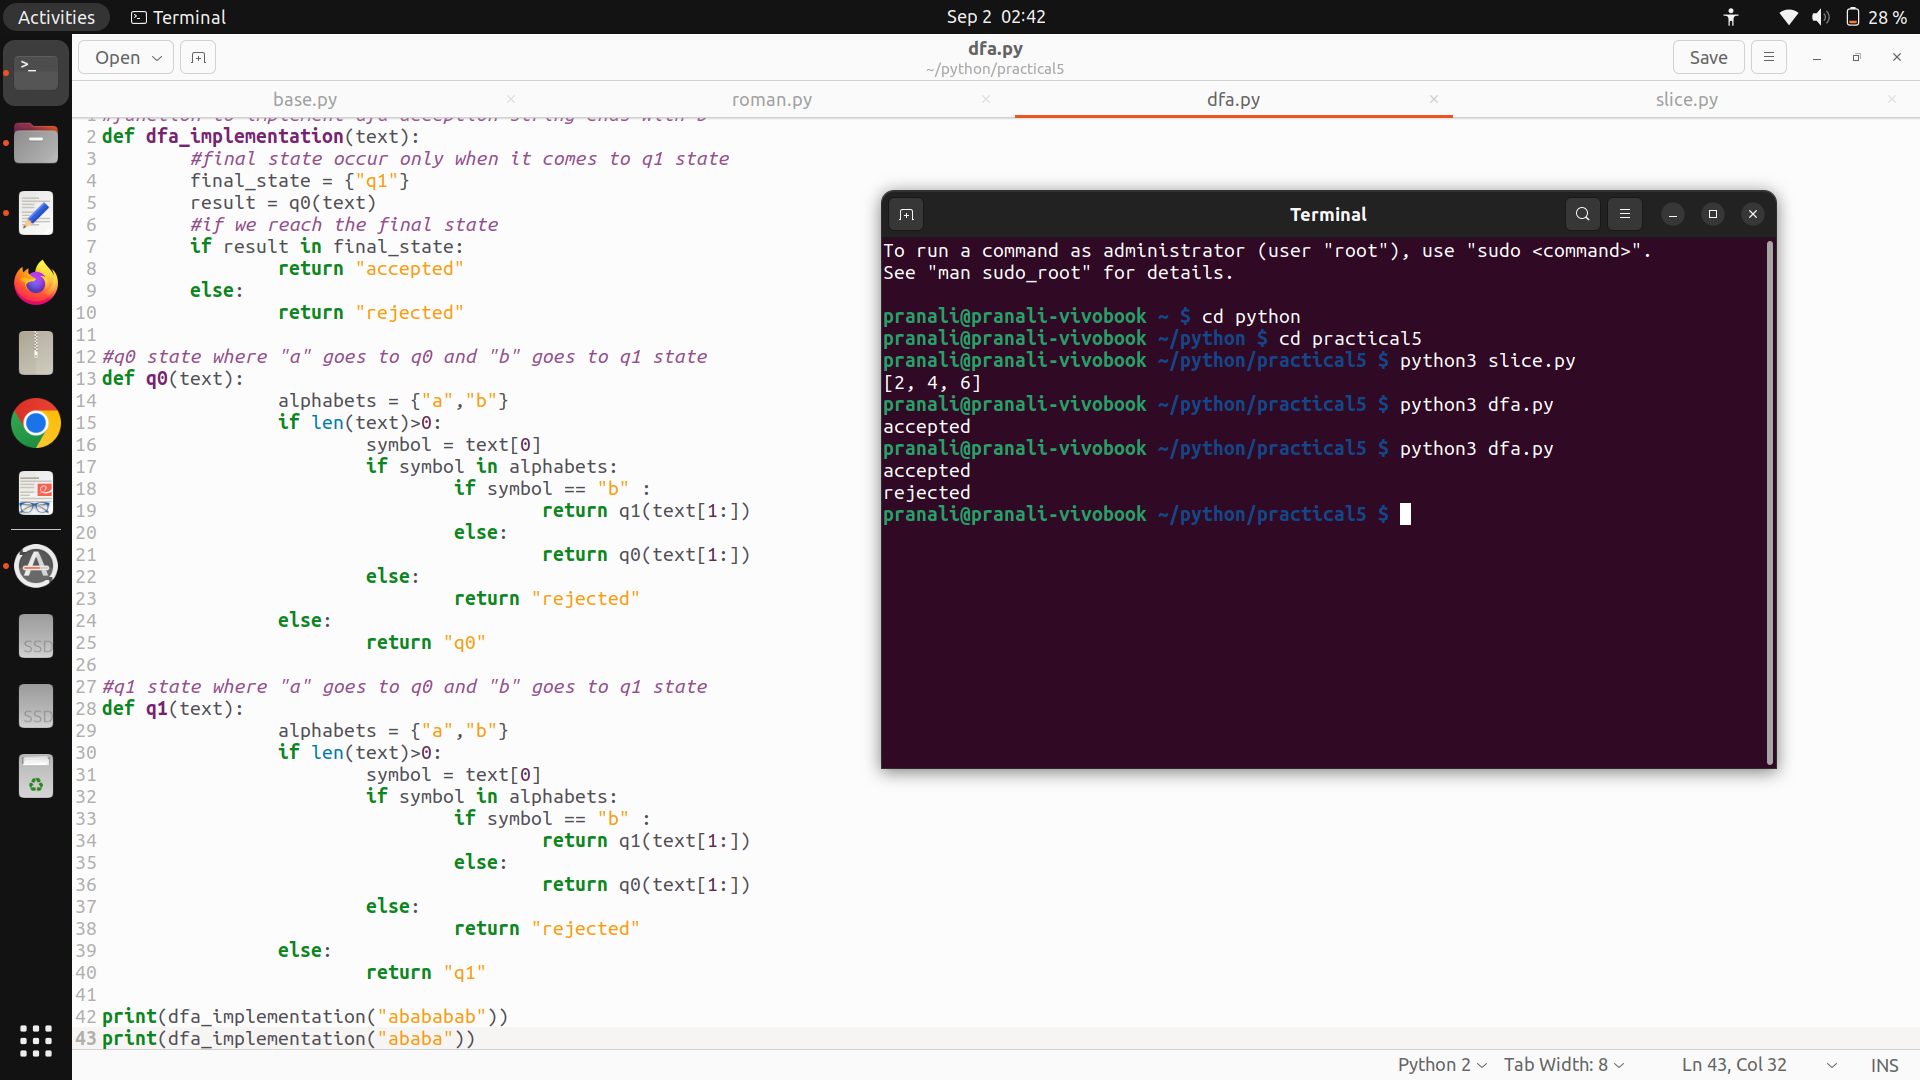 Activities
Terminal
Sep 2 02:42
28 %
Open
dfa.py
~/python/practical5
Save
base.py
roman.py
dfa.py
slice.py
2 def dfa_implementation(text):
3 #final state occur only when it comes to q1 state
4 final_state = {"q1"}
5 result = q0(text)
6 #if we reach the final state
7 if result in final_state:
8 return "accepted"
9 else:
10 return "rejected"
11
12 #q0 state where "a" goes to q0 and "b" goes to q1 state
13 def q0(text):
14 alphabets = {"a","b"}
15 if len(text)>0:
16 symbol = text[0]
17 if symbol in alphabets:
18 if symbol == "b" :
19 return q1(text[1:])
20 else:
21 return q0(text[1:])
22 else:
23 return "rejected"
24 else:
25 return "q0"
26
27 #q1 state where "a" goes to q0 and "b" goes to q1 state
28 def q1(text):
29 alphabets = {"a","b"}
30 if len(text)>0:
31 symbol = text[0]
32 if symbol in alphabets:
33 if symbol == "b" :
34 return q1(text[1:])
35 else:
36 return q0(text[1:])
37 else:
38 return "rejected"
39 else:
40 return "q1"
41
42 print(dfa_implementation("abababab"))
43 print(dfa_implementation("ababa"))
Terminal
To run a command as administrator (user "root"), use "sudo <command>".
See "man sudo_root" for details.
pranali@pranali-vivobook ~ $ cd python
pranali@pranali-vivobook ~/python $ cd practical5
pranali@pranali-vivobook ~/python/practical5 $ python3 slice.py
[2, 4, 6]
pranali@pranali-vivobook ~/python/practical5 $ python3 dfa.py
accepted
pranali@pranali-vivobook ~/python/practical5 $ python3 dfa.py
accepted
rejected
pranali@pranali-vivobook ~/python/practical5 $
SSD
SSD
Python 2
Tab Width: 8
Ln 43, Col 32
INS